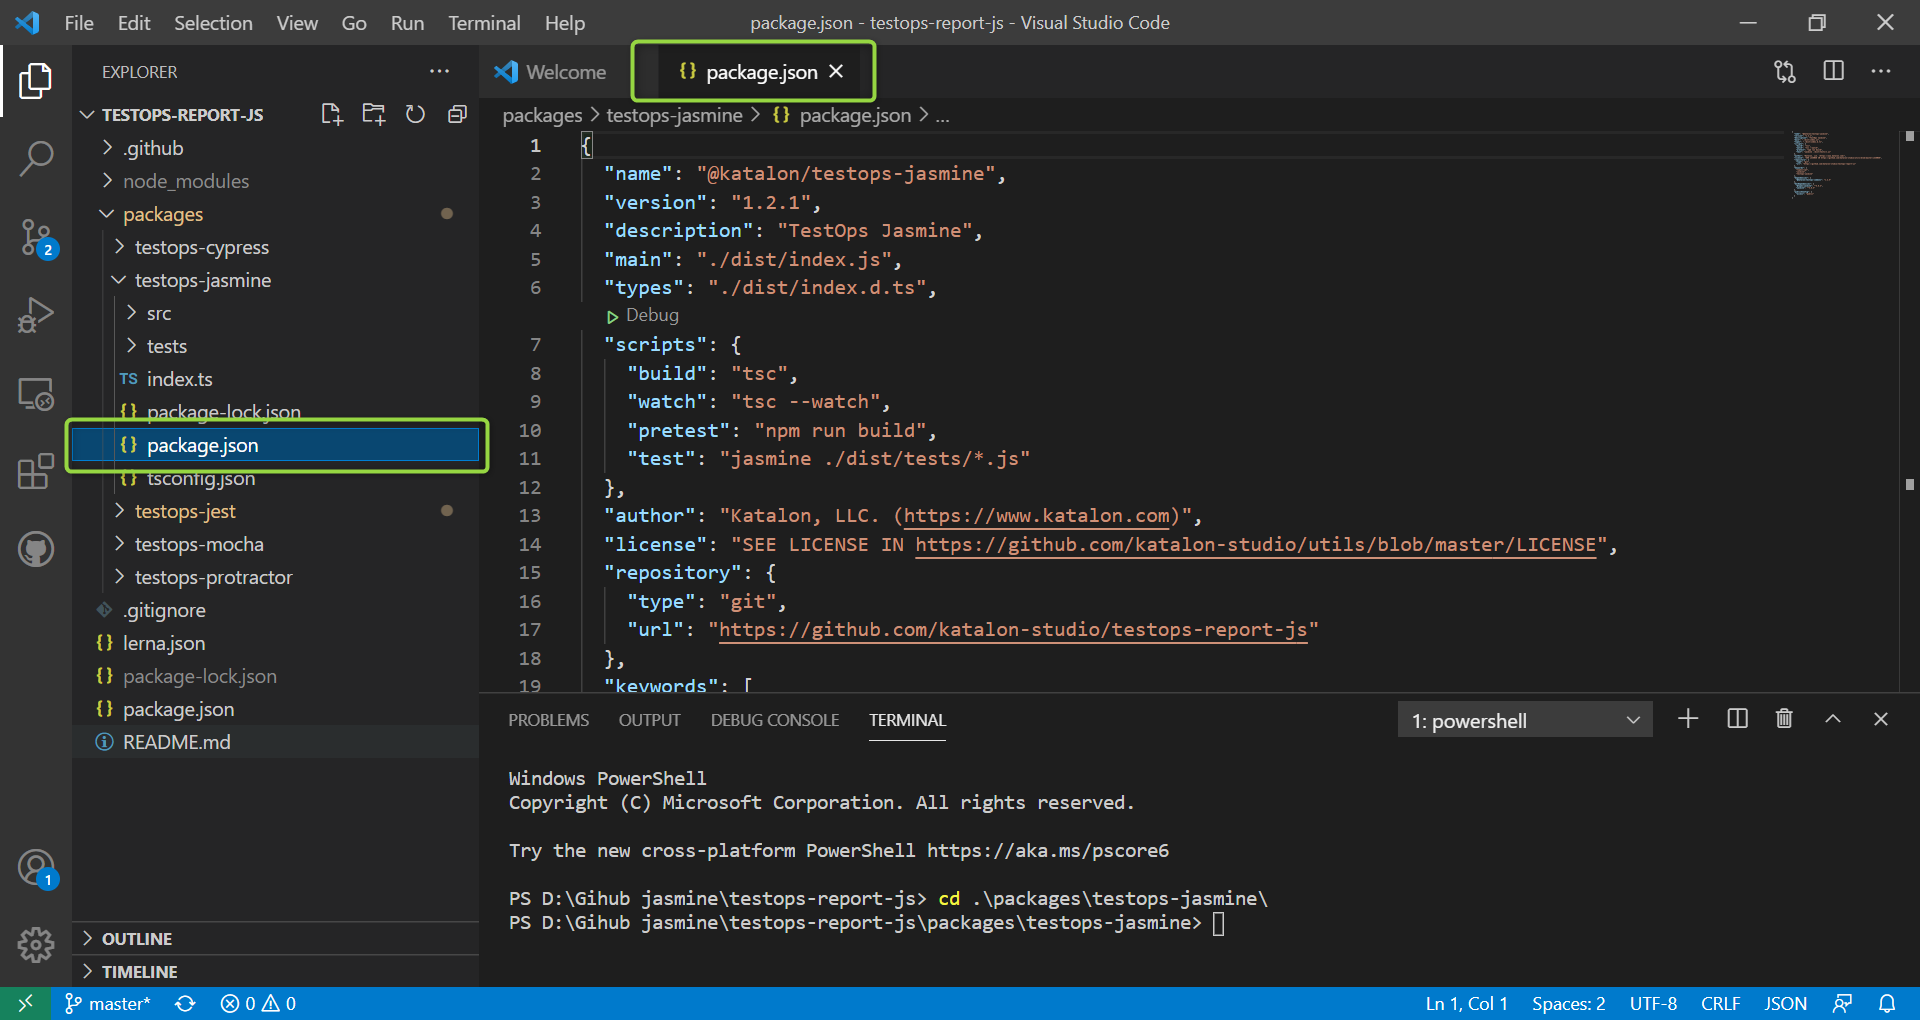 File Edit Selection View Go Run Terminal Help
package.json - testops-report-js - Visual Studio Code
EXPLORER
TESTOPS-REPORT-JS
.github
node_modules
packages
testops-cypress
testops-jasmine
src
tests
TS index.ts
{} package-lock.json
{} package.json
{} tsconfig.json
testops-jest
testops-mocha
testops-protractor
.gitignore
{} lerna.json
{} package-lock.json
{} package.json
README.md
OUTLINE
TIMELINE
2
1
Welcome
{} package.json
packages > testops-jasmine > {} package.json > ...
1 {
2 "name": "@katalon/testops-jasmine",
3 "version": "1.2.1",
4 "description": "TestOps Jasmine",
5 "main": "./dist/index.js",
6 "types": "./dist/index.d.ts",
Debug
7 "scripts": {
8 "build": "tsc",
9 "watch": "tsc --watch",
10 "pretest": "npm run build",
11 "test": "jasmine ./dist/tests/*.js"
12 },
13 "author": "Katalon, LLC. (https://www.katalon.com)",
14 "license": "SEE LICENSE IN https://github.com/katalon-studio/utils/blob/master/LICENSE",
15 "repository": {
16 "type": "git",
17 "url": "https://github.com/katalon-studio/testops-report-js"
18 },
19 "keywords": [
PROBLEMS OUTPUT DEBUG CONSOLE TERMINAL
1: powershell
Windows PowerShell
Copyright (C) Microsoft Corporation. All rights reserved.
Try the new cross-platform PowerShell https://aka.ms/pscore6
PS D:\Gihub jasmine\testops-report-js> cd .\packages\testops-jasmine\
PS D:\Gihub jasmine\testops-report-js\packages\testops-jasmine>
master* 0 0
Ln 1, Col 1 Spaces: 2 UTF-8 CRLF JSON